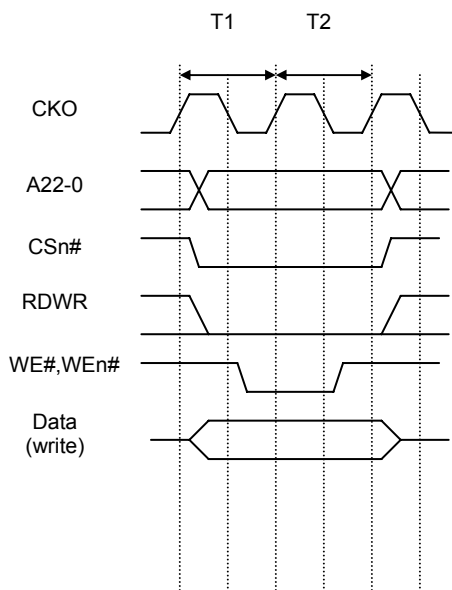 T1 T2
CKO
A22-0
CSn#
RDWR
WE#,WEn#
Data
(write)